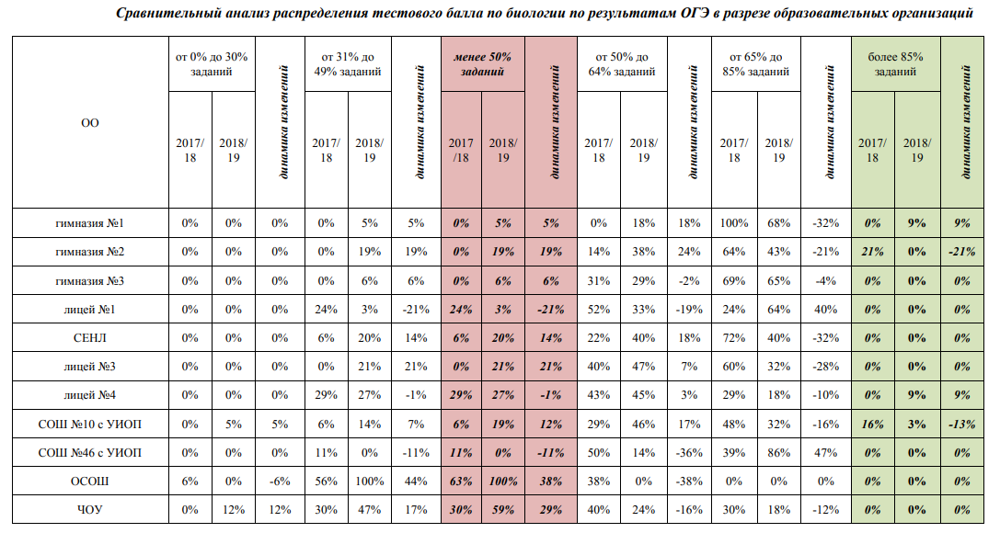 Сравнительный анализ распределения тестового балла по биологии по результатам ОГЭ в разрезе образовательных организаций
ОО
от 0% до 30%
заданий
динамика изменений
от 31% до
49% заданий
динамика изменений
менее 50%
заданий
динамика изменений
от 50% до
64% заданий
динамика изменений
от 65% до
85% заданий
динамика изменений
более 85%
заданий
динамика изменений
2017/ 2018/ 2017/ 2018/ 2017 2018/ 2017/ 2018/ 2017/ 2018/ 2017/ 2018/
18 19 18 19 /18 19 18 19 18 19 18 19
гимназия №1 0% 0% 0% 0% 5% 5% 0% 5% 5% 0% 18% 18% 100% 68% -32% 0% 9% 9%
гимназия №2 0% 0% 0% 0% 19% 19% 0% 19% 19% 14% 38% 24% 64% 43% -21% 21% 0% -21%
гимназия №3 0% 0% 0% 0% 6% 6% 0% 6% 6% 31% 29% -2% 69% 65% -4% 0% 0% 0%
лицей №1 0% 0% 0% 24% 3% -21% 24% 3% -21% 52% 33% -19% 24% 64% 40% 0% 0% 0%
СЕНЛ 0% 0% 0% 6% 20% 14% 6% 20% 14% 22% 40% 18% 72% 40% -32% 0% 0% 0%
лицей №3 0% 0% 0% 0% 21% 21% 0% 21% 21% 40% 47% 7% 60% 32% -28% 0% 0% 0%
лицей №4 0% 0% 0% 29% 27% -1% 29% 27% -1% 43% 45% 3% 29% 18% -10% 0% 9% 9%
СОШ №10 с УИОП 0% 5% 5% 6% 14% 7% 6% 19% 12% 29% 46% 17% 48% 32% -16% 16% 3% -13%
СОШ №46 с УИОП 0% 0% 0% 11% 0% -11% 11% 0% -11% 50% 14% -36% 39% 86% 47% 0% 0% 0%
ОСОШ 6% 0% -6% 56% 100% 44% 63% 100% 38% 38% 0% -38% 0% 0% 0% 0% 0% 0%
ЧОУ 0% 12% 12% 30% 47% 17% 30% 59% 29% 40% 24% -16% 30% 18% -12% 0% 0% 0%